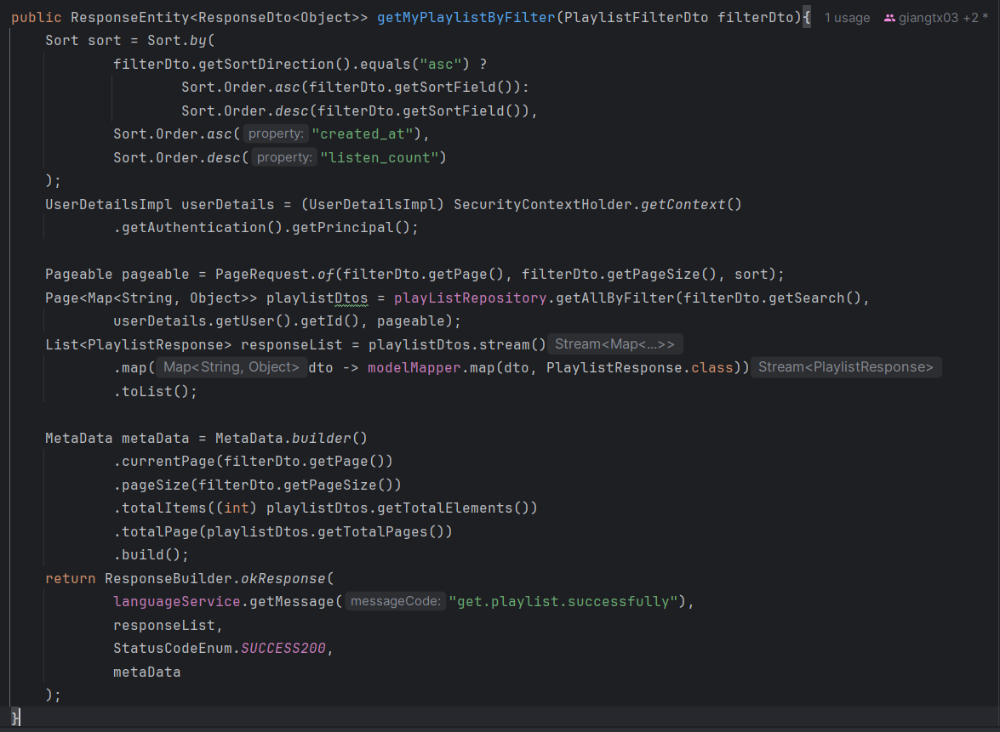 public ResponseEntity<ResponseDto<Object>> getMyPlaylistByFilter(PlaylistFilterDto filterDto){ 1 usage giangtx03 +2 *
    Sort sort = Sort.by(
            filterDto.getSortDirection().equals("asc") ?
                    Sort.Order.asc(filterDto.getSortField()):
                    Sort.Order.desc(filterDto.getSortField()),
            Sort.Order.asc( property: "created_at"),
            Sort.Order.desc( property: "listen_count")
    );
    UserDetailsImpl userDetails = (UserDetailsImpl) SecurityContextHolder.getContext()
            .getAuthentication().getPrincipal();

    Pageable pageable = PageRequest.of(filterDto.getPage(), filterDto.getPageSize(), sort);
    Page<Map<String, Object>> playlistDtos = playListRepository.getAllByFilter(filterDto.getSearch(),
            userDetails.getUser().getId(), pageable);
    List<PlaylistResponse> responseList = playlistDtos.stream() Stream<Map<...>>
            .map( Map<String, Object> dto -> modelMapper.map(dto, PlaylistResponse.class)) Stream<PlaylistResponse>
            .toList();

    MetaData metaData = MetaData.builder()
            .currentPage(filterDto.getPage())
            .pageSize(filterDto.getPageSize())
            .totalItems((int) playlistDtos.getTotalElements())
            .totalPage(playlistDtos.getTotalPages())
            .build();
    return ResponseBuilder.okResponse(
            languageService.getMessage( messageCode: "get.playlist.successfully"),
            responseList,
            StatusCodeEnum.SUCCESS200,
            metaData
    );
}